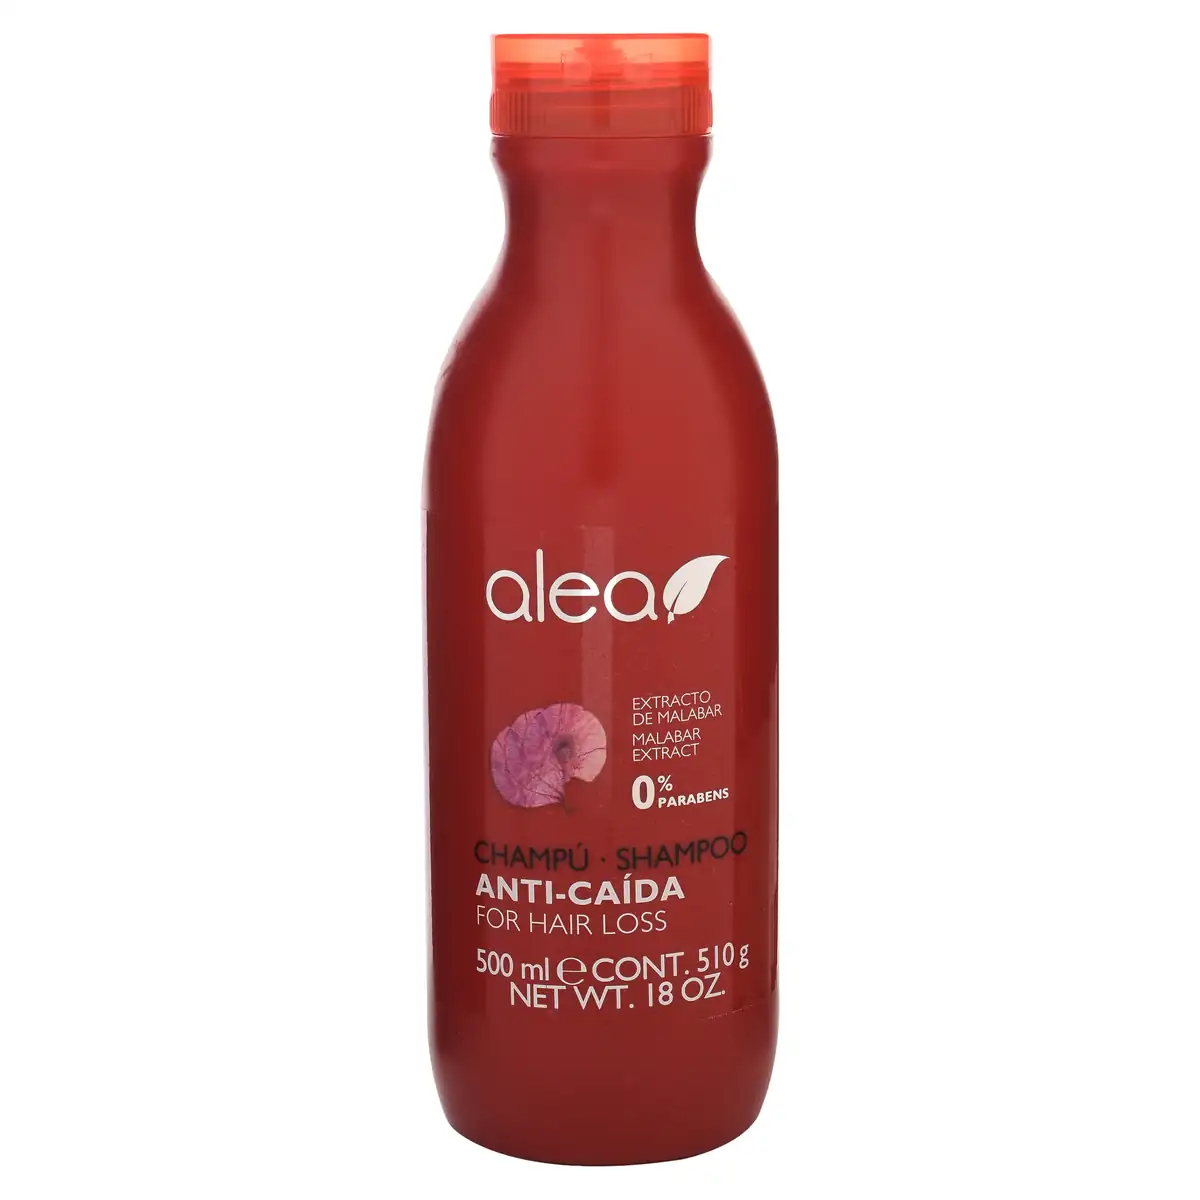 alea
EXTRACTO
DE MALABAR
MALABAR
EXTRACT
0%
PARABENS
CHAMPÚ · SHAMPOO
ANTI-CAÍDA
FOR HAIR LOSS
500 ml ℮ CONT. 510 g
NET WT. 18 OZ.